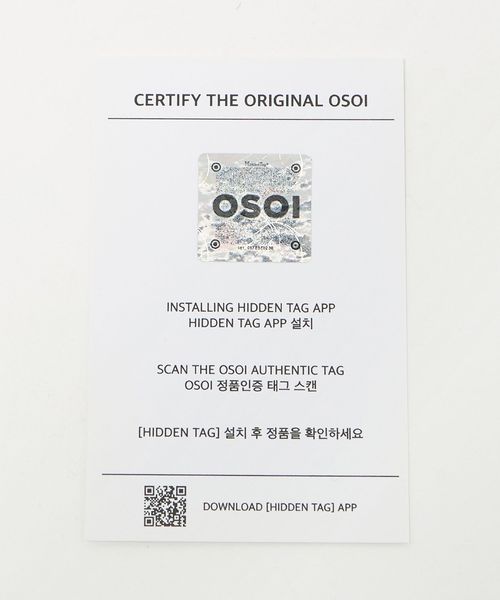 CERTIFY THE ORIGINAL OSOI
HiddenTag®
OSOI
INSTALLING HIDDEN TAG APP
HIDDEN TAG APP 설치
SCAN THE OSOI AUTHENTIC TAG
OSOI 정품인증 태그 스캔
[HIDDEN TAG] 설치 후 정품을 확인하세요
DOWNLOAD [HIDDEN TAG] APP